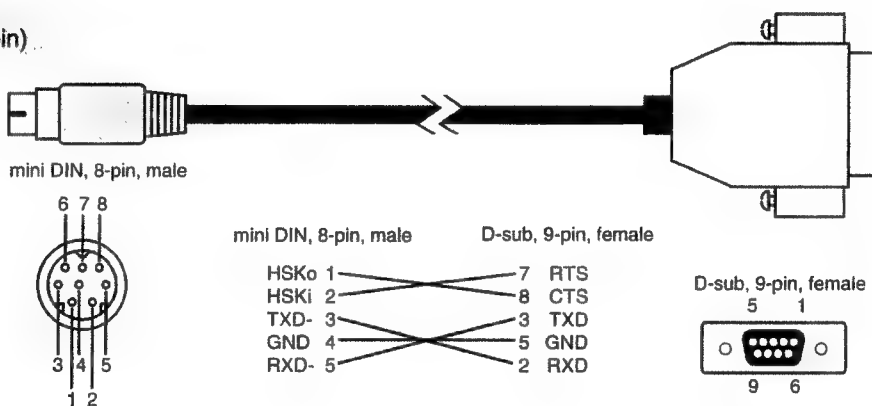 in)
mini DIN, 8-pin, male
6 7 8
3 4 5
1 2
mini DIN, 8-pin, male D-sub, 9-pin, female
HSKo 1 7 RTS
HSKi 2 8 CTS
TXD- 3 3 TXD
GND 4 5 GND
RXD- 5 2 RXD
D-sub, 9-pin, female
5 1
9 6